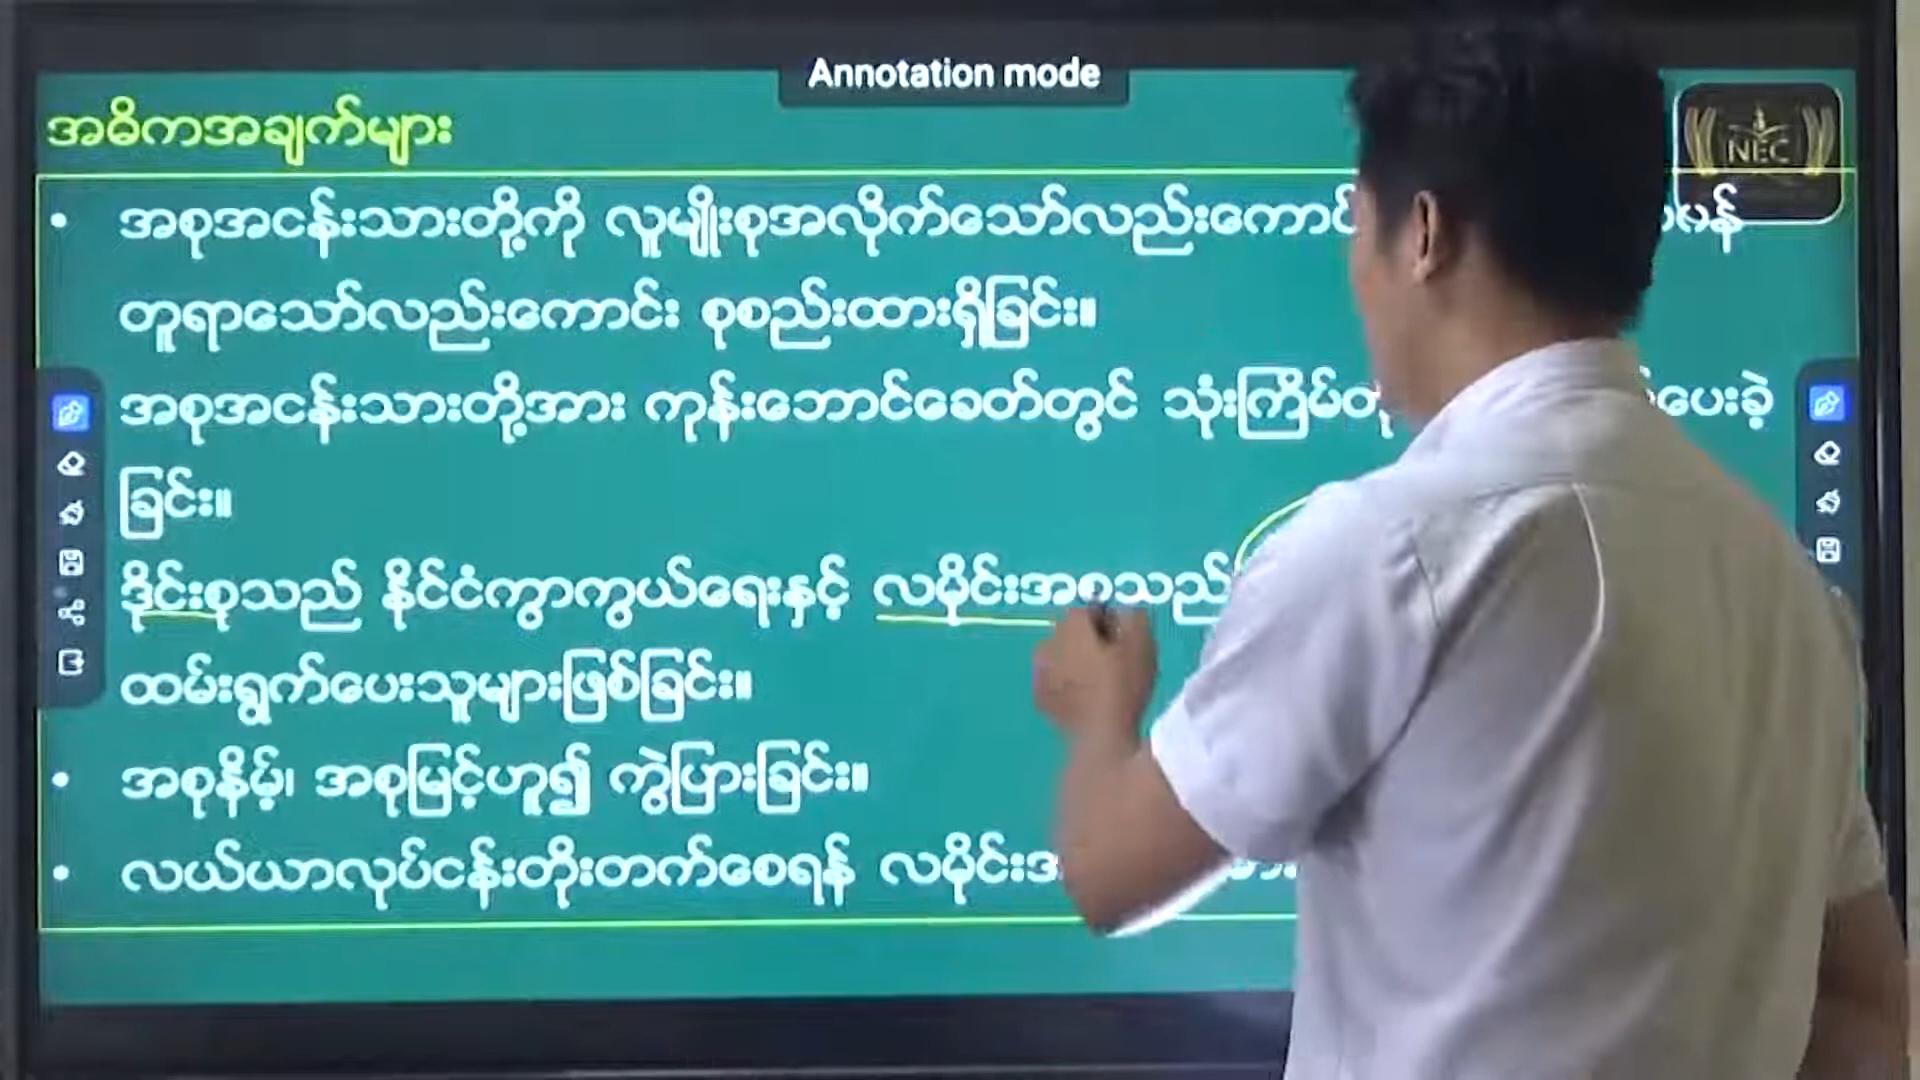 Annotation mode
အဓိကအချက်များ
NEC
• အစုအငန်းသားတို့ကို လူမျိုးစုအလိုက်သော်လည်းကောင်
တူရာသော်လည်းကောင်း စုစည်းထားရှိခြင်း။
အစုအငန်းသားတို့အား ကုန်းဘောင်ခေတ်တွင် သုံးကြိမ်တို ပေးခဲ့
ခြင်း။
ဒိုင်းစုသည် နိုင်ငံကွာကွယ်ရေးနှင့် လမိုင်းအစုသည်
ထမ်းရွက်ပေးသူများဖြစ်ခြင်း။
• အစုနိမ့်၊ အစုမြင့်ဟူ၍ ကွဲပြားခြင်း။
• လယ်ယာလုပ်ငန်းတိုးတက်စေရန် လမိုင်းအ